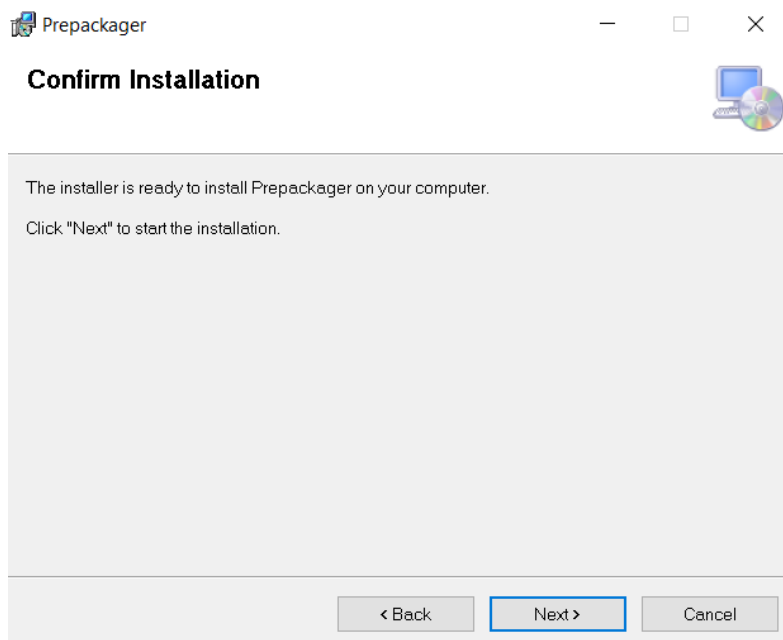 Prepackager
Confirm Installation
The installer is ready to install Prepackager on your computer.
Click "Next" to start the installation.
< Back
Next >
Cancel